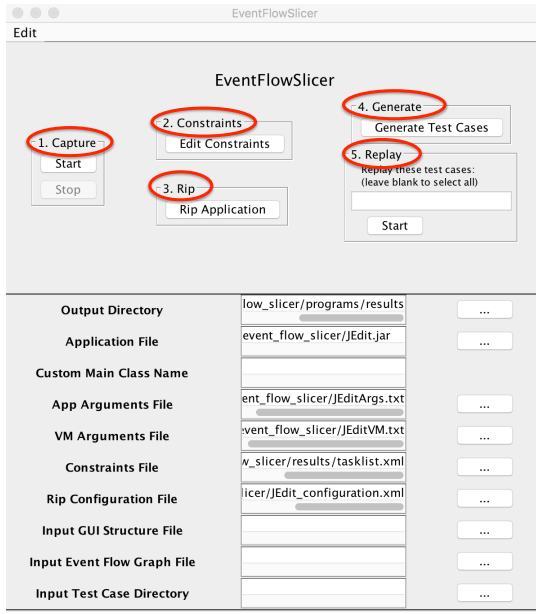 EventFlowSlicer
Edit
EventFlowSlicer
1. Capture
Start
Stop
2. Constraints
Edit Constraints
3. Rip
Rip Application
4. Generate
Generate Test Cases
5. Replay
Replay these test cases:
(leave blank to select all)
Start
Output Directory low_slicer/programs/results ...
Application File event_flow_slicer/JEdit.jar ...
Custom Main Class Name
App Arguments File ent_flow_slicer/JEditArgs.txt ...
VM Arguments File event_flow_slicer/JEditVM.txt ...
Constraints File w_slicer/results/tasklist.xml ...
Rip Configuration File licer/JEdit_configuration.xml ...
Input GUI Structure File ...
Input Event Flow Graph File ...
Input Test Case Directory ...